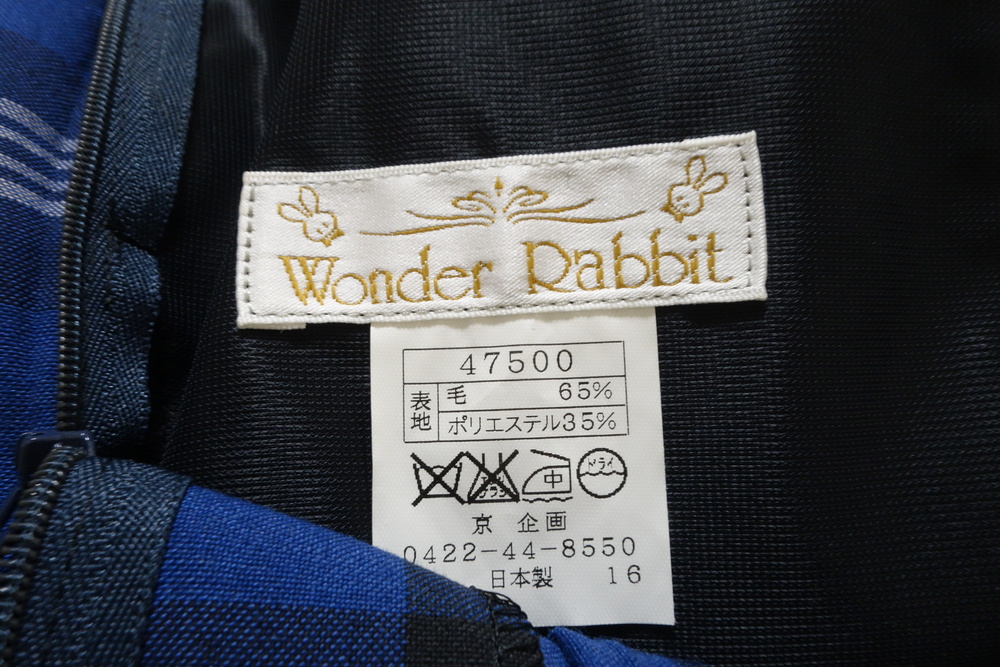 Wonder Rabbit
47500
表地
毛 65%
ポリエステル35%
中
ドライ
京 企画
0422-44-8550
日本製 16